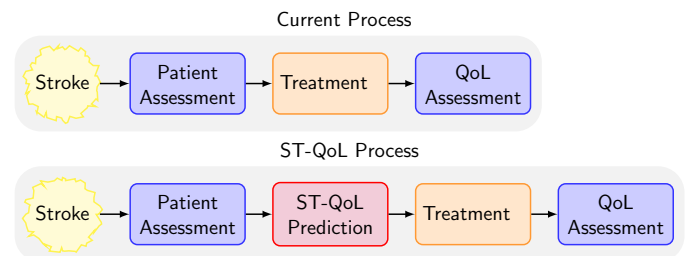 Current Process
Stroke
Patient
Assessment
Treatment
QoL
Assessment
ST-QoL Process
Stroke
Patient
Assessment
ST-QoL
Prediction
Treatment
QoL
Assessment